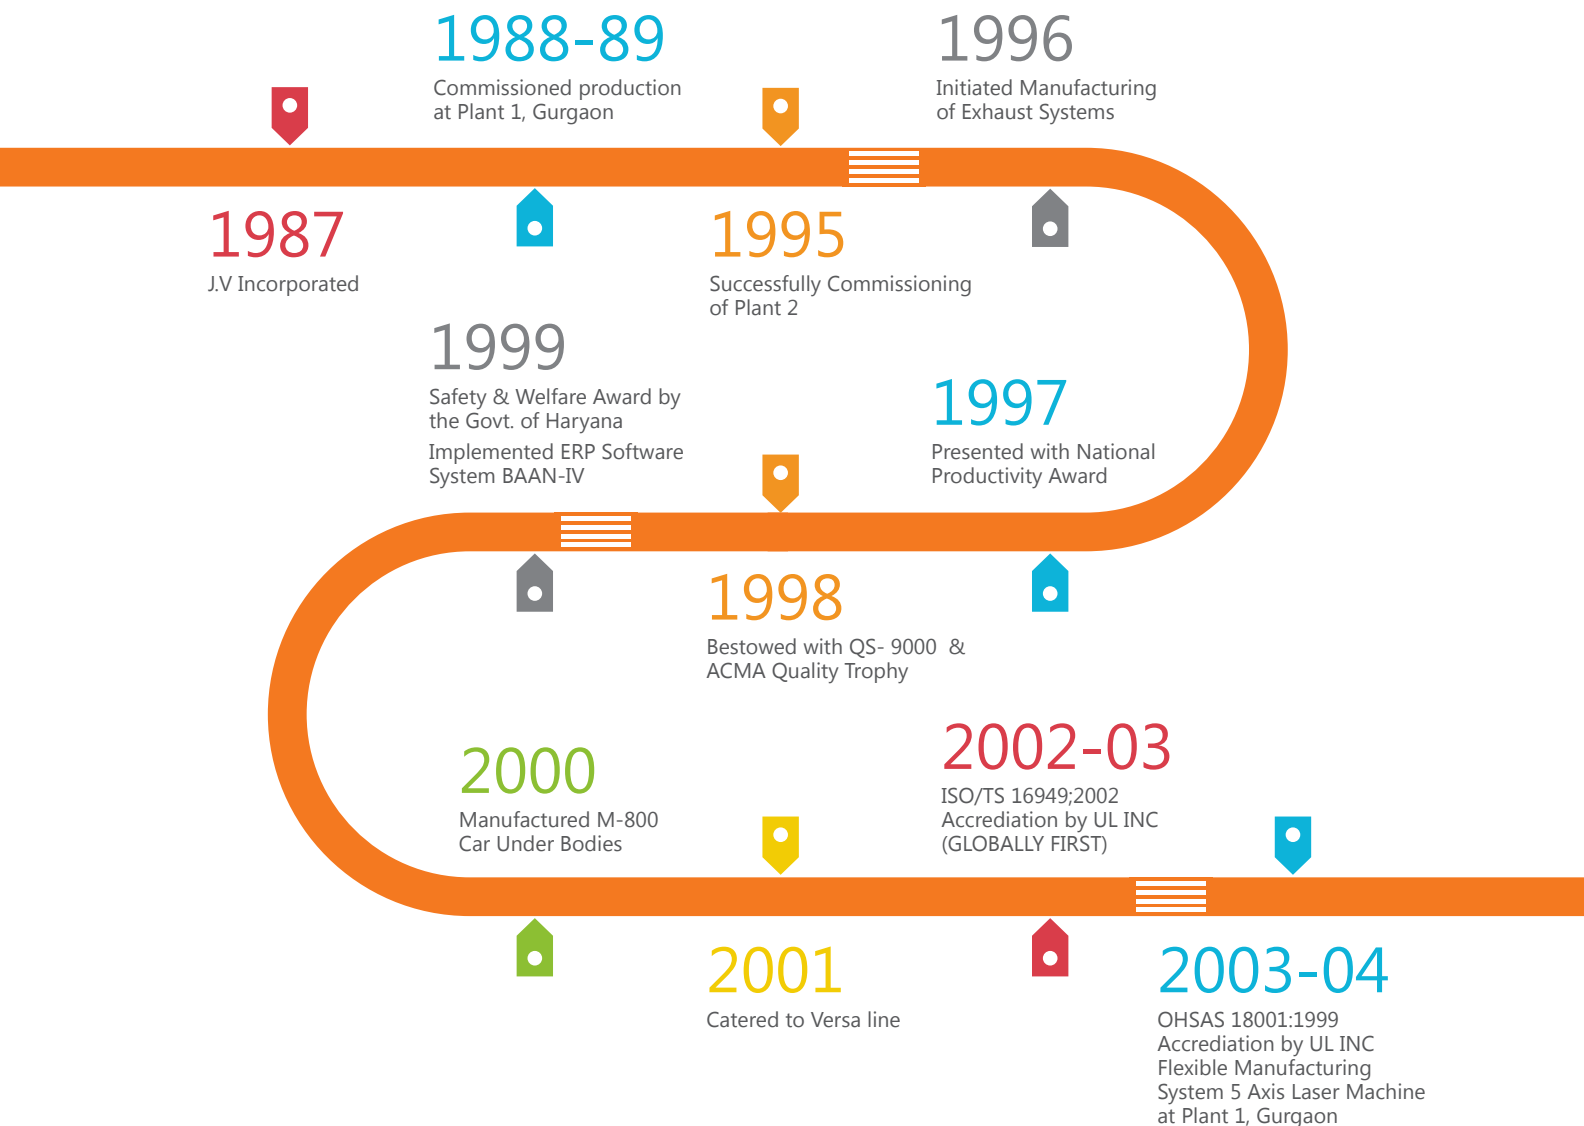 1988-89
Commissioned production
at Plant 1, Gurgaon
1996
Initiated Manufacturing
of Exhaust Systems
1987
J.V Incorporated
1995
Successfully Commissioning
of Plant 2
1999
Safety & Welfare Award by
the Govt. of Haryana
Implemented ERP Software
System BAAN-IV
1997
Presented with National
Productivity Award
1998
Bestowed with QS- 9000 &
ACMA Quality Trophy
2000
Manufactured M-800
Car Under Bodies
2002-03
ISO/TS 16949;2002
Accrediation by UL INC
(GLOBALLY FIRST)
2001
Catered to Versa line
2003-04
OHSAS 18001:1999
Accrediation by UL INC
Flexible Manufacturing
System 5 Axis Laser Machine
at Plant 1, Gurgaon